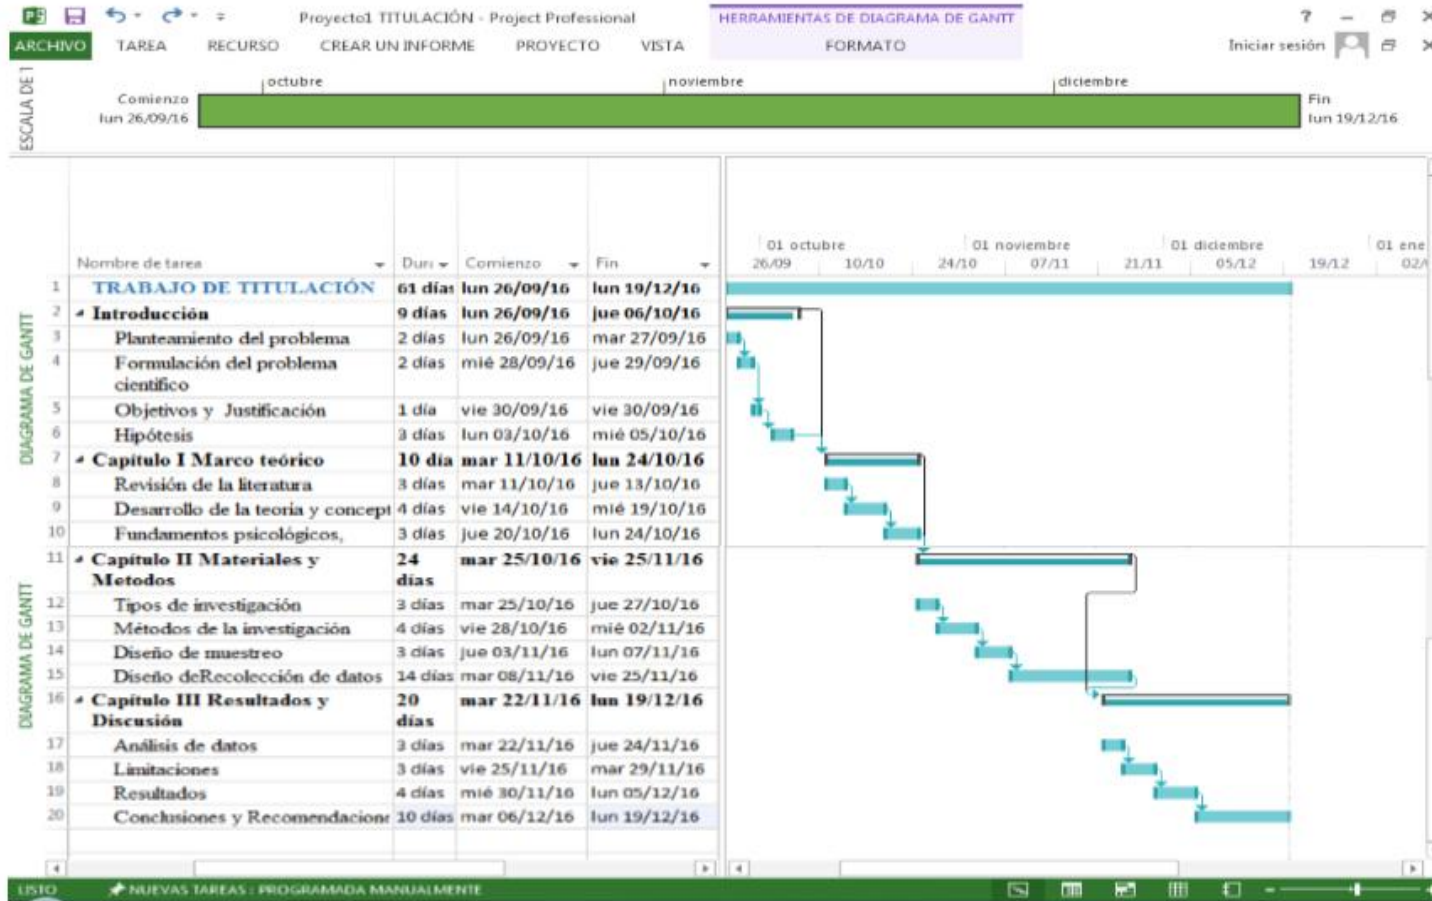 Proyecto1 TITULACIÓN - Project Professional
HERRAMIENTAS DE DIAGRAMA DE GANTT
?
ARCHIVO TAREA RECURSO CREAR UN INFORME PROYECTO VISTA FORMATO Iniciar sesión
ESCALA DE T
octubre noviembre diciembre
Comienzo
lun 26/09/16
Fin
lun 19/12/16
01 octubre 01 noviembre 01 diciembre 01 ene
Nombre de tarea Dura Comienzo Fin 26/09 10/10 24/10 07/11 21/11 05/12 19/12 02/
DIAGRAMA DE GANTT
1 TRABAJO DE TITULACIÓN 61 días lun 26/09/16 lun 19/12/16
2 Introducción 9 días lun 26/09/16 jue 06/10/16
3 Planteamiento del problema 2 días lun 26/09/16 mar 27/09/16
4 Formulación del problema 2 días mié 28/09/16 jue 29/09/16
científico
5 Objetivos y Justificación 1 día vie 30/09/16 vie 30/09/16
6 Hipótesis 3 días lun 03/10/16 mié 05/10/16
7 Capítulo I Marco teórico 10 día mar 11/10/16 lun 24/10/16
8 Revisión de la literatura 3 días mar 11/10/16 jue 13/10/16
9 Desarrollo de la teoria y concept 4 días vie 14/10/16 mié 19/10/16
10 Fundamentos psicológicos, 3 días jue 20/10/16 lun 24/10/16
DIAGRAMA DE GANTT
11 Capítulo II Materiales y 24 mar 25/10/16 vie 25/11/16
Metodos días
12 Tipos de investigación 3 días mar 25/10/16 jue 27/10/16
13 Métodos de la investigación 4 días vie 28/10/16 mié 02/11/16
14 Diseño de muestreo 3 días jue 03/11/16 lun 07/11/16
15 Diseño deRecolección de datos 14 días mar 08/11/16 vie 25/11/16
16 Capítulo III Resultados y 20 mar 22/11/16 lun 19/12/16
Discusión días
17 Análisis de datos 3 días mar 22/11/16 jue 24/11/16
18 Limitaciones 3 días vie 25/11/16 mar 29/11/16
19 Resultados 4 días mié 30/11/16 lun 05/12/16
20 Conclusiones y Recomendacione 10 días mar 06/12/16 lun 19/12/16
LISTO NUEVAS TAREAS : PROGRAMADA MANUALMENTE